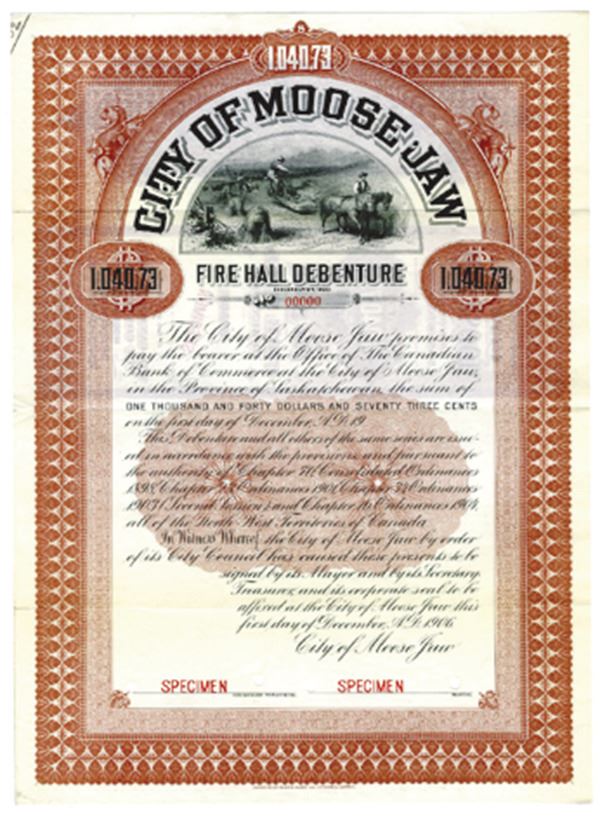 1.040.73
CITY OF MOOSE JAW
1.040.73
1.040.73
FIRE HALL DEBENTURE
Nº 00000
The City of Moose Jaw promises to
pay the bearer at the Office of The Canadian
Bank of Commerce at the City of Moose Jaw,
in the Province of Saskatchewan, the sum of
ONE THOUSAND AND FORTY DOLLARS AND SEVENTY THREE CENTS
on the first day of December, A.D. 19
This Debenture and all others of the same series are issu-
ed in accordance with the provisions and pursuant to
the authority of Chapter 70, Consolidated Ordinances
1898, Chapter Ordinances 1901, Chapter 34 Ordinances
1903 (Second Session) and Chapter 16 Ordinances 1904,
all of the North West Territories of Canada.
In Witness Whereof the City of Moose Jaw by order
of its City Council has caused these presents to be
signed by its Mayor and by its Secretary
Treasurer, and its corporate seal to be
affixed at the City of Moose Jaw this
first day of December, A.D. 1906.
City of Moose Jaw
SPECIMEN SPECIMEN